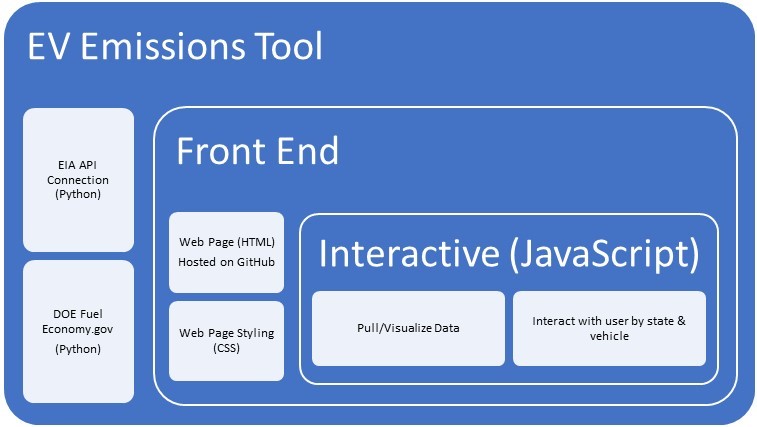 EV Emissions Tool
EIA API
Connection
(Python)
DOE Fuel
Economy.gov
(Python)
Front End
Web Page (HTML)
Hosted on GitHub
Web Page Styling
(CSS)
Interactive (JavaScript)
Pull/Visualize Data
Interact with user by state &
vehicle